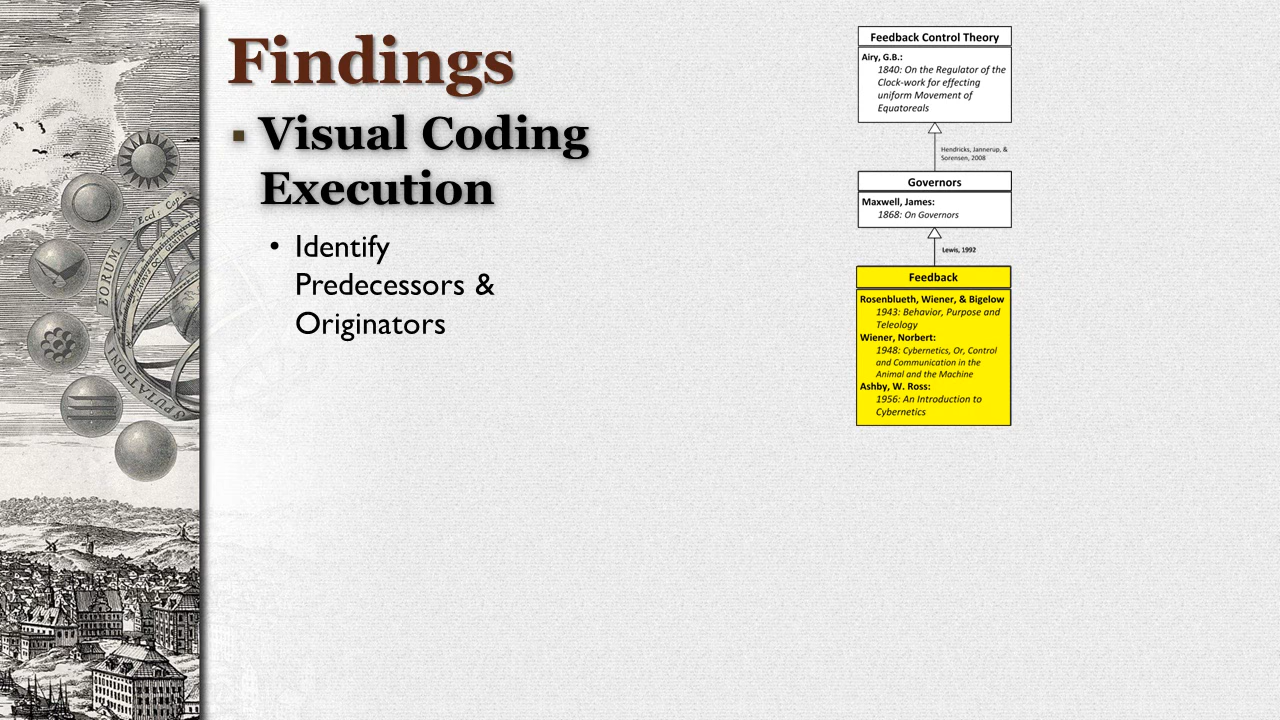 Findings
▪ Visual Coding
Execution
• Identify
Predecessors &
Originators
Feedback Control Theory
Airy, G.B.:
1840: On the Regulator of the
Clock-work for effecting
uniform Movement of
Equatoreals
Hendricks, Jannerup, &
Sorensen, 2008
Governors
Maxwell, James:
1868: On Governors
Lewis, 1992
Feedback
Rosenblueth, Wiener, & Bigelow
1943: Behavior, Purpose and
Teleology
Wiener, Norbert:
1948: Cybernetics, Or, Control
and Communication in the
Animal and the Machine
Ashby, W. Ross:
1956: An Introduction to
Cybernetics